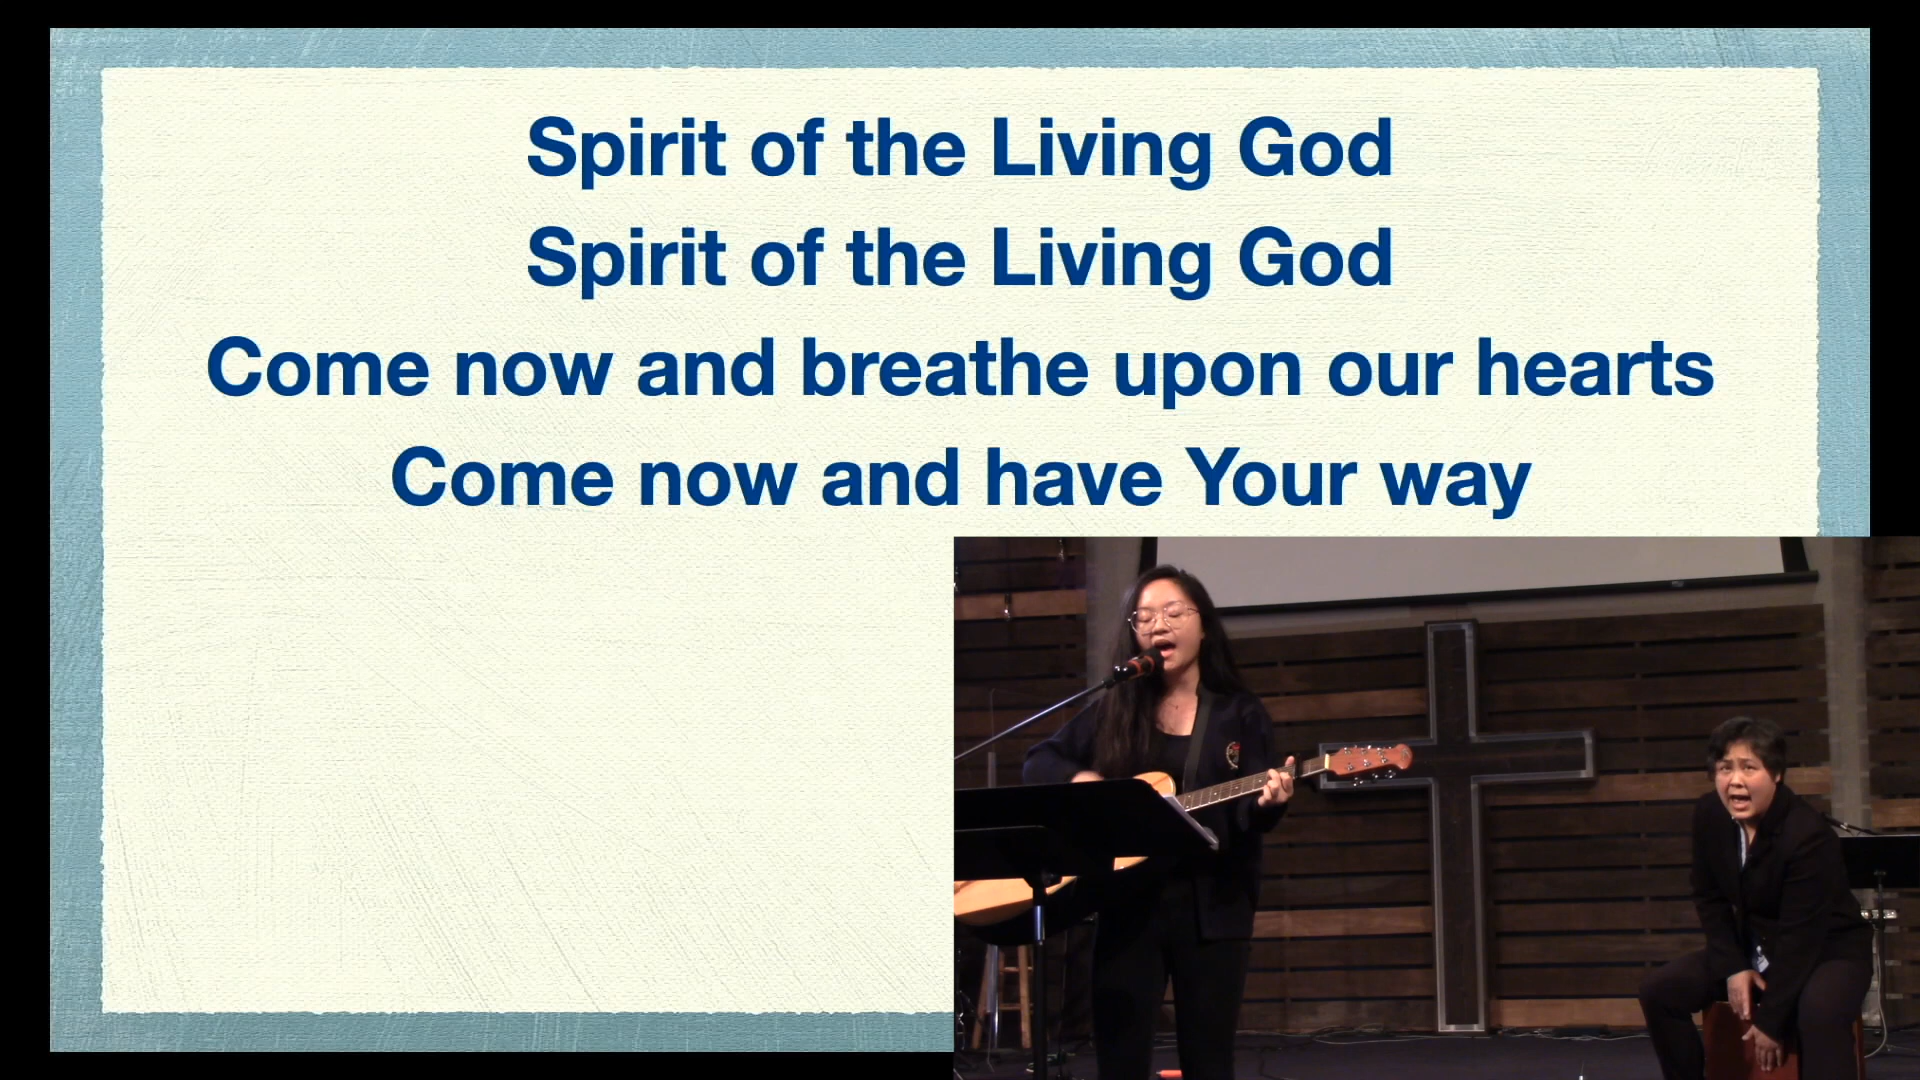 Spirit of the Living God
Spirit of the Living God
Come now and breathe upon our hearts
Come now and have Your way